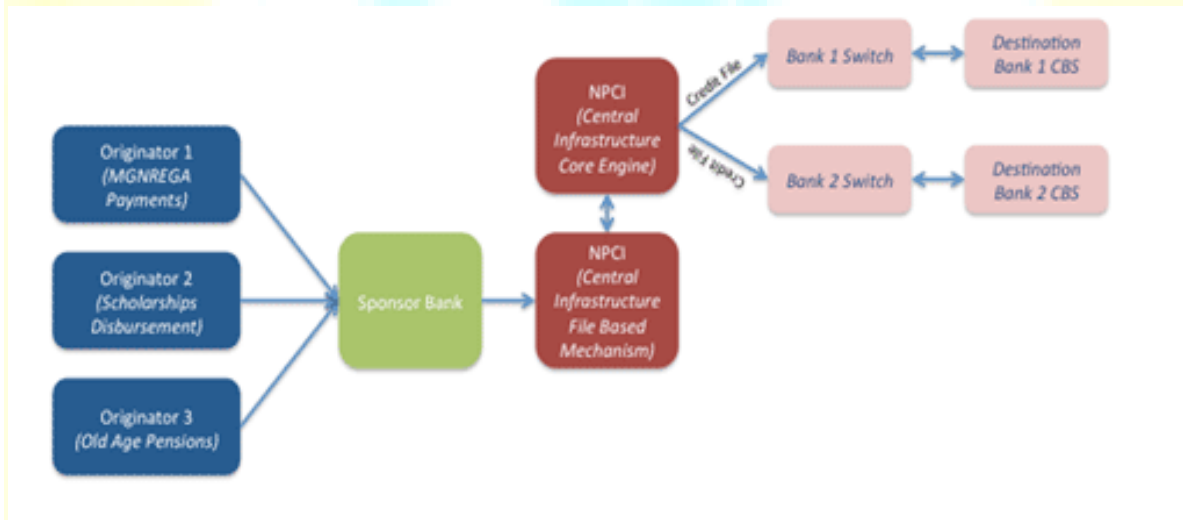 Originator 1
(MGNREGA
Payments)
Originator 2
(Scholarships
Disbursement)
Originator 3
(Old Age Pensions)
Sponsor Bank
NPCI
(Central
Infrastructure
Core Engine)
NPCI
(Central
Infrastructure
File Based
Mechanism)
Credit File
Credit File
Bank 1 Switch
Destination
Bank 1 CBS
Bank 2 Switch
Destination
Bank 2 CBS